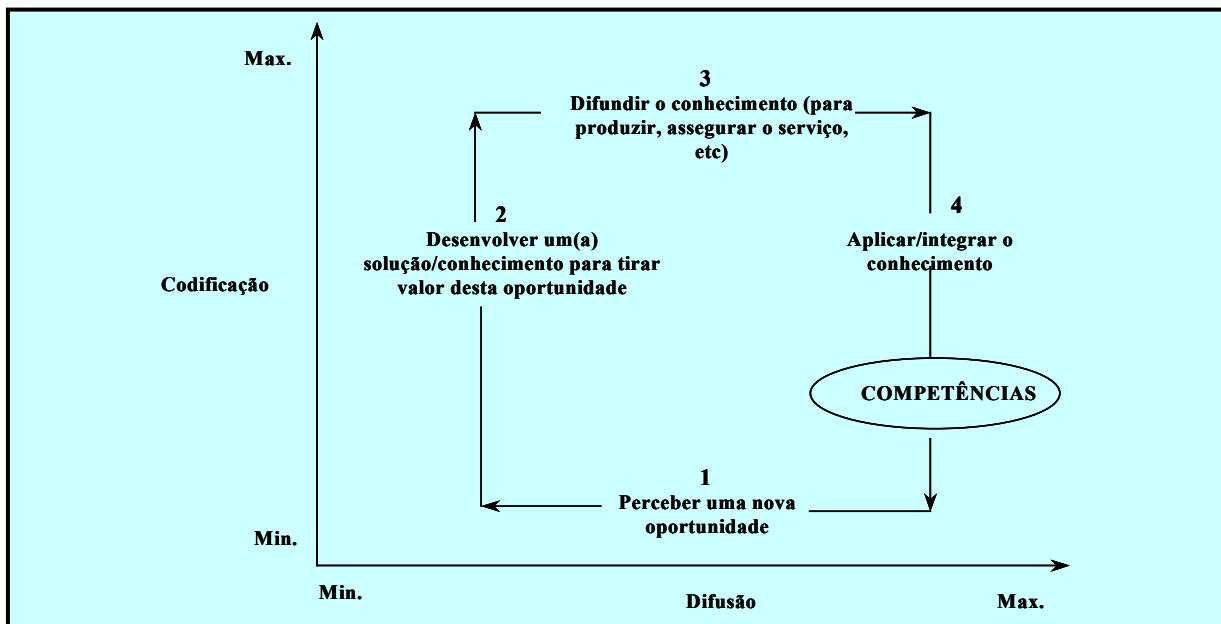 Max.
3
Difundir o conhecimento (para
produzir, assegurar o serviço,
etc)
2
Desenvolver um(a)
solução/conhecimento para tirar
valor desta oportunidade
4
Aplicar/integrar o
conhecimento
Codificação
COMPETÊNCIAS
1
Perceber uma nova
oportunidade
Min.
Min.
Difusão
Max.